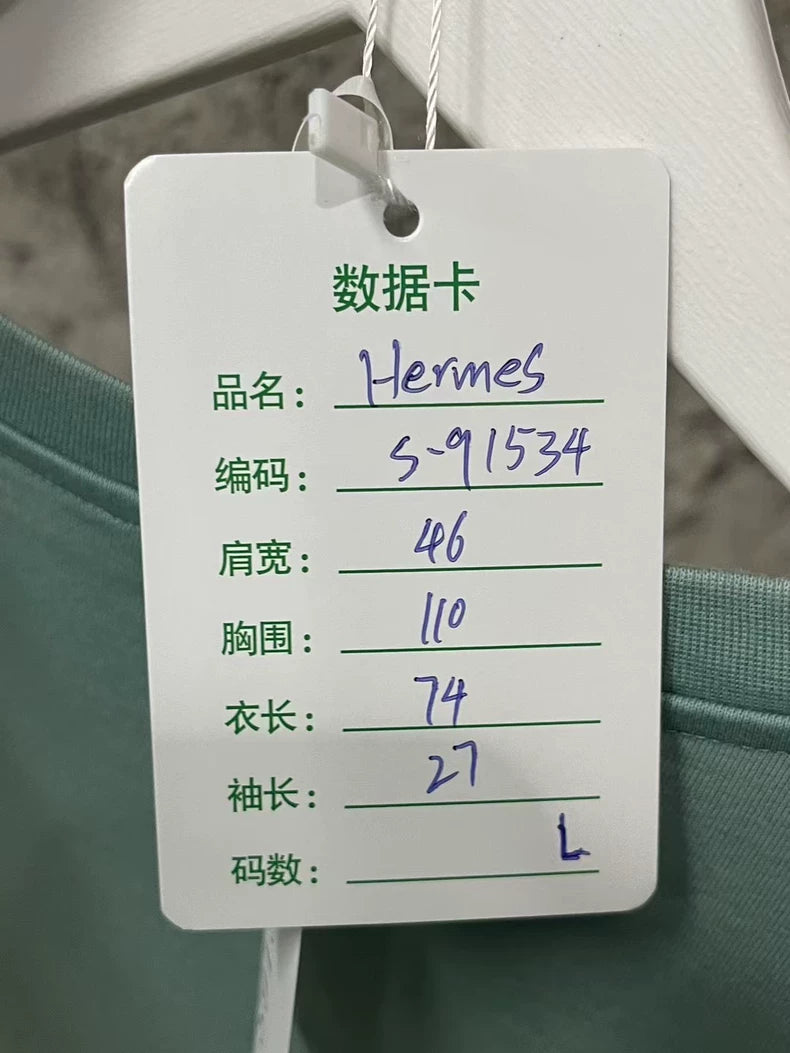 数据卡
品名: Hermes
编码: S-91534
肩宽: 46
胸围: 110
衣长: 74
袖长: 27
码数: L